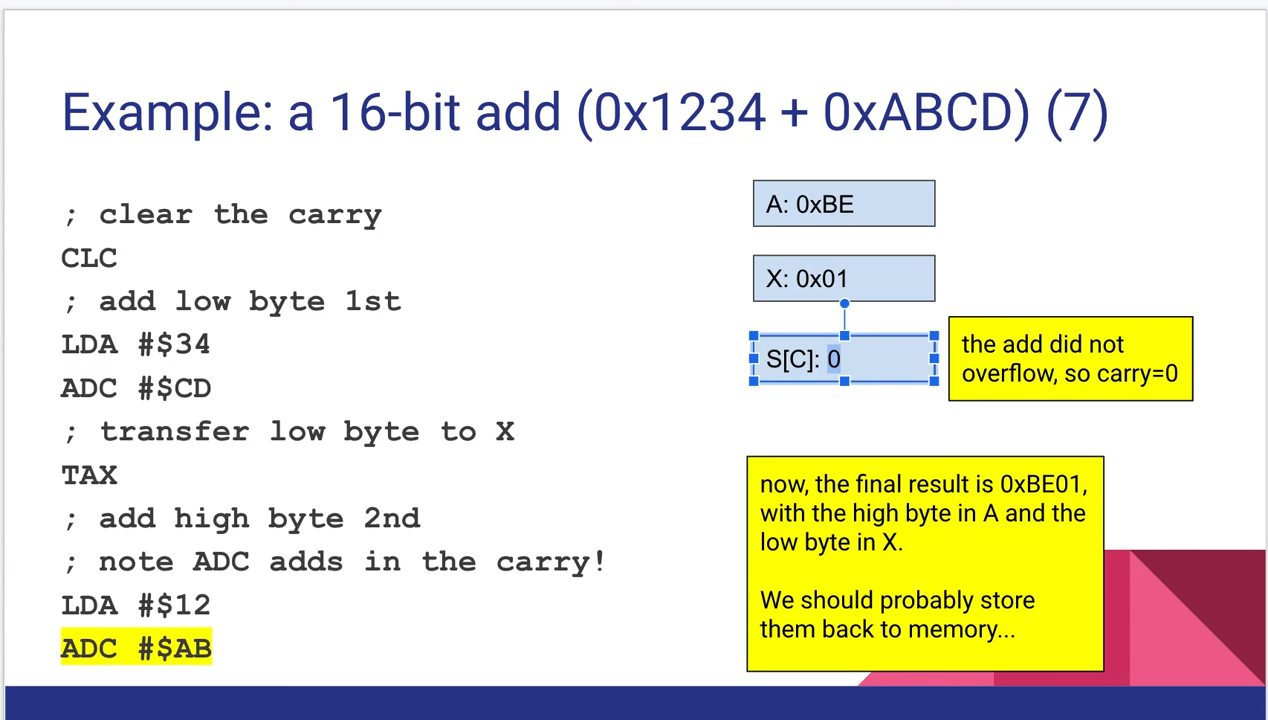 Example: a 16-bit add (0x1234 + 0xABCD) (7)
; clear the carry
CLC
; add low byte 1st
LDA #$34
ADC #$CD
; transfer low byte to X
TAX
; add high byte 2nd
; note ADC adds in the carry!
LDA #$12
ADC #$AB
A: 0xBE
X: 0x01
S[C]: 0
the add did not
overflow, so carry=0
now, the final result is 0xBE01,
with the high byte in A and the
low byte in X.
We should probably store
them back to memory...